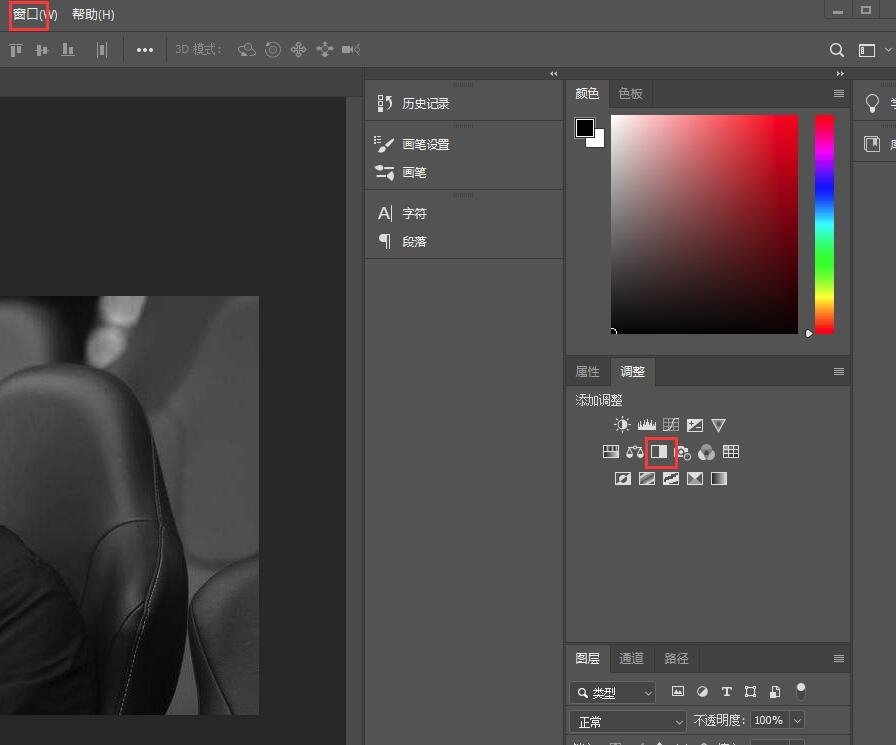 窗口(W) 帮助(H)
3D 模式:
历史记录
画笔设置
画笔
字符
段落
颜色 色板
属性 调整
添加调整
图层 通道 路径
类型
正常 不透明度: 100%